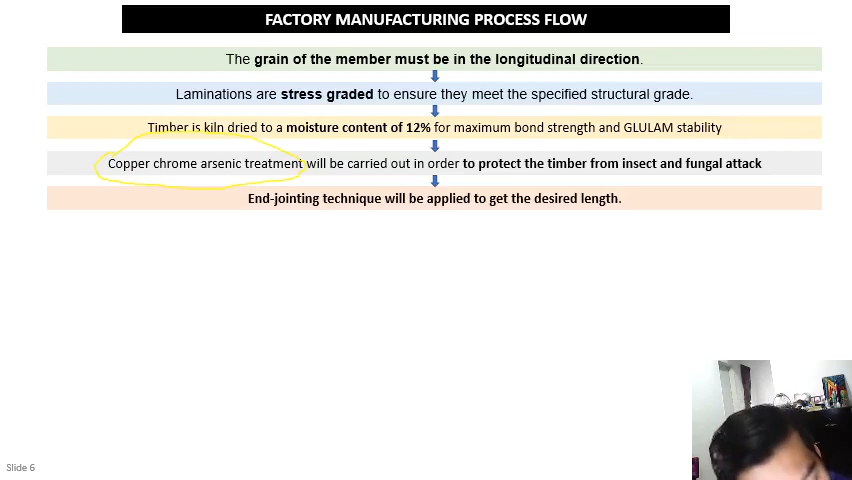 FACTORY MANUFACTURING PROCESS FLOW
The grain of the member must be in the longitudinal direction.
Laminations are stress graded to ensure they meet the specified structural grade.
Timber is kiln dried to a moisture content of 12% for maximum bond strength and GLULAM stability
Copper chrome arsenic treatment will be carried out in order to protect the timber from insect and fungal attack
End-jointing technique will be applied to get the desired length.
Slide 6